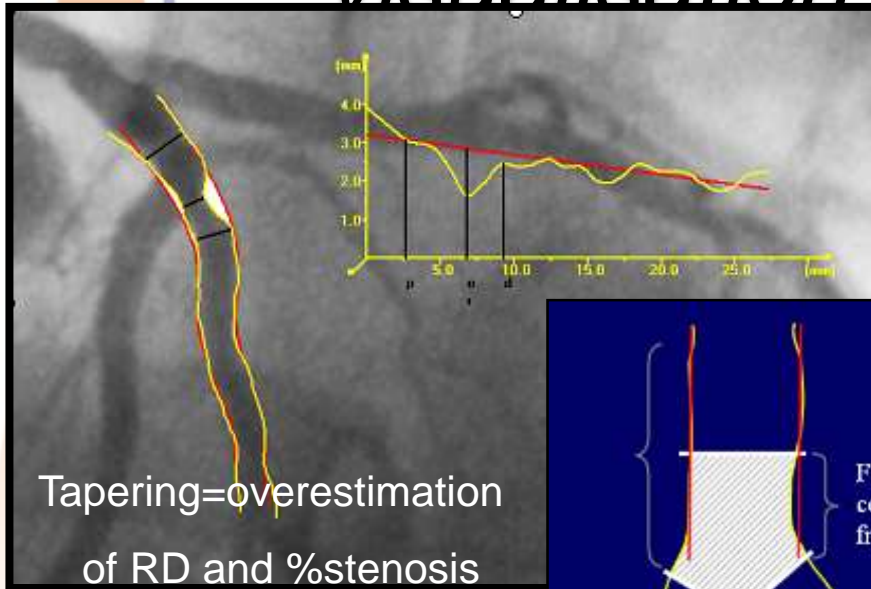 (mm)
4.0
3.0
2.0
1.0
5.0 10.0 15.0 20.0 25.0 (mm)
p o d
r
Tapering=overestimation
of RD and %stenosis